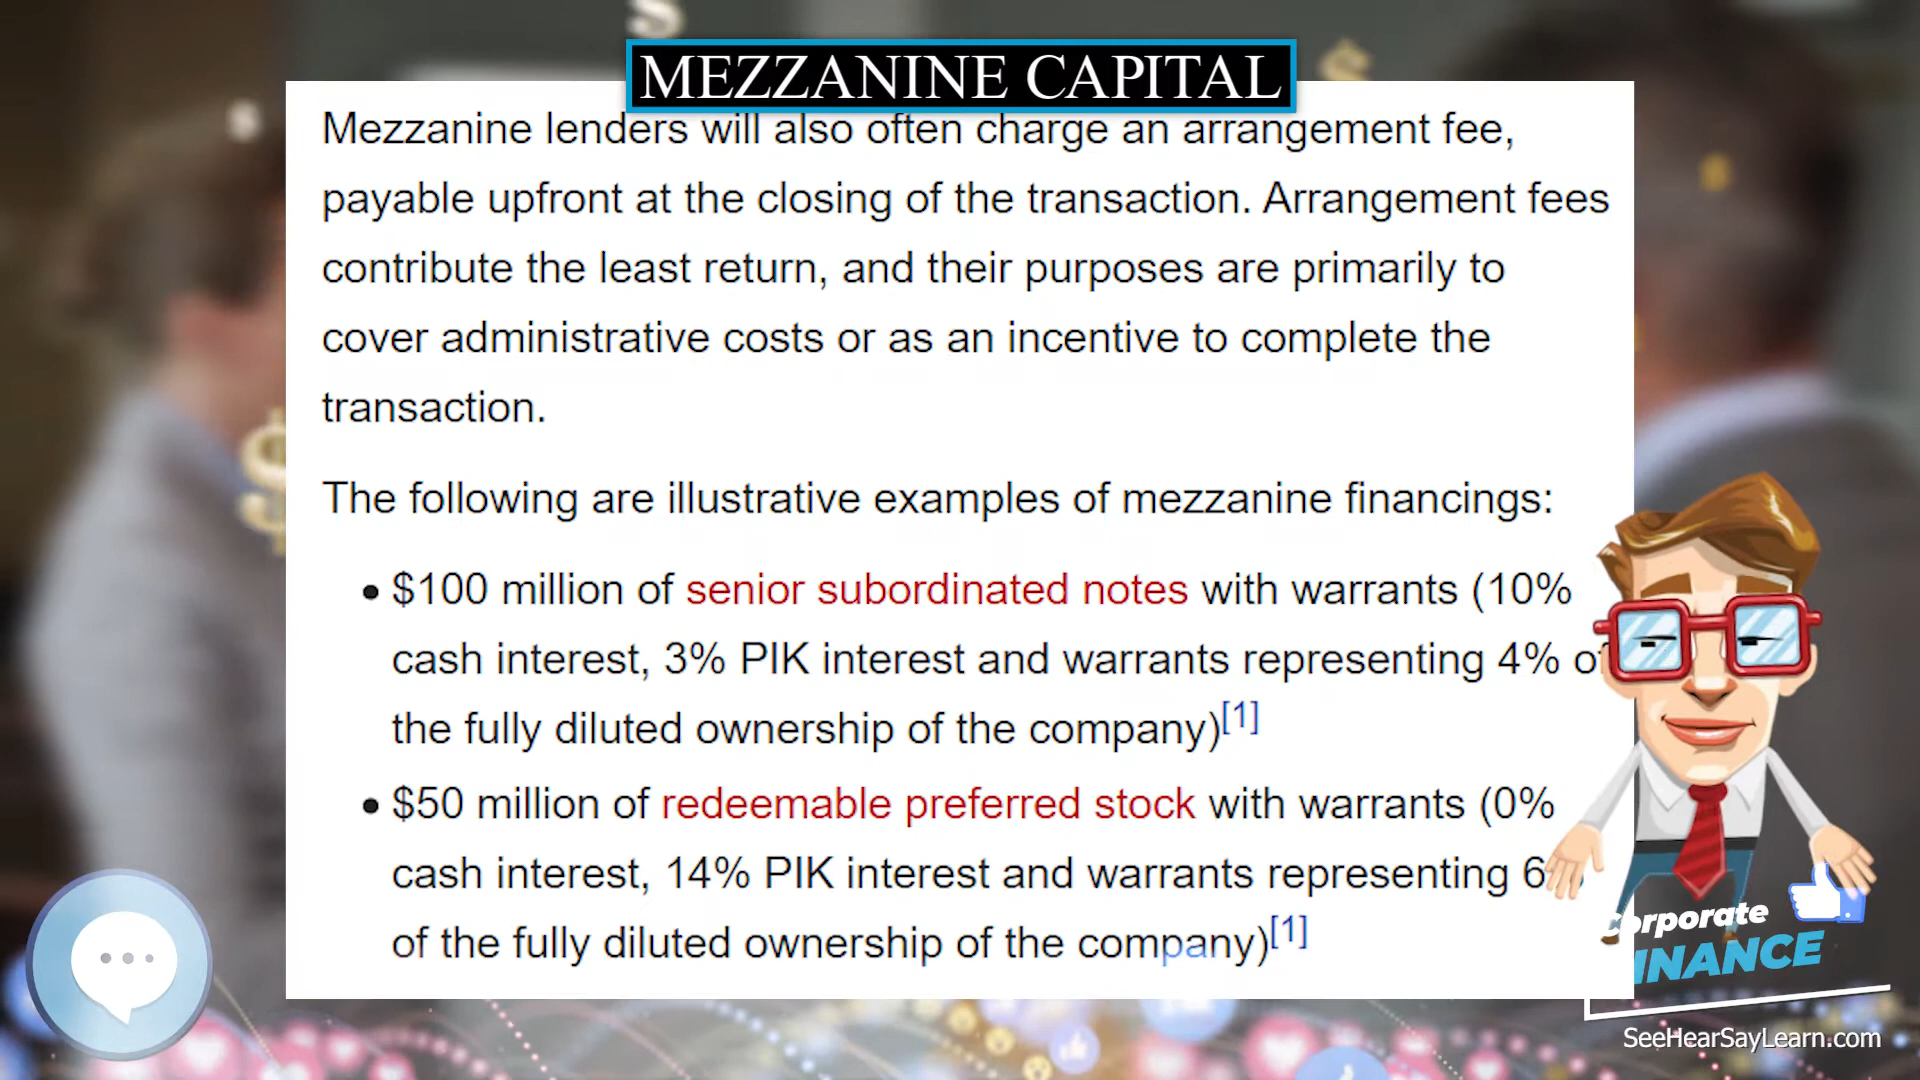 MEZZANINE CAPITAL
Mezzanine lenders will also often charge an arrangement fee,
payable upfront at the closing of the transaction. Arrangement fees
contribute the least return, and their purposes are primarily to
cover administrative costs or as an incentive to complete the
transaction.
The following are illustrative examples of mezzanine financings:
• $100 million of senior subordinated notes with warrants (10%
cash interest, 3% PIK interest and warrants representing 4% of
the fully diluted ownership of the company)[1]
• $50 million of redeemable preferred stock with warrants (0%
cash interest, 14% PIK interest and warrants representing 6%
of the fully diluted ownership of the company)[1]
Corporate
FINANCE
SeeHearSayLearn.com